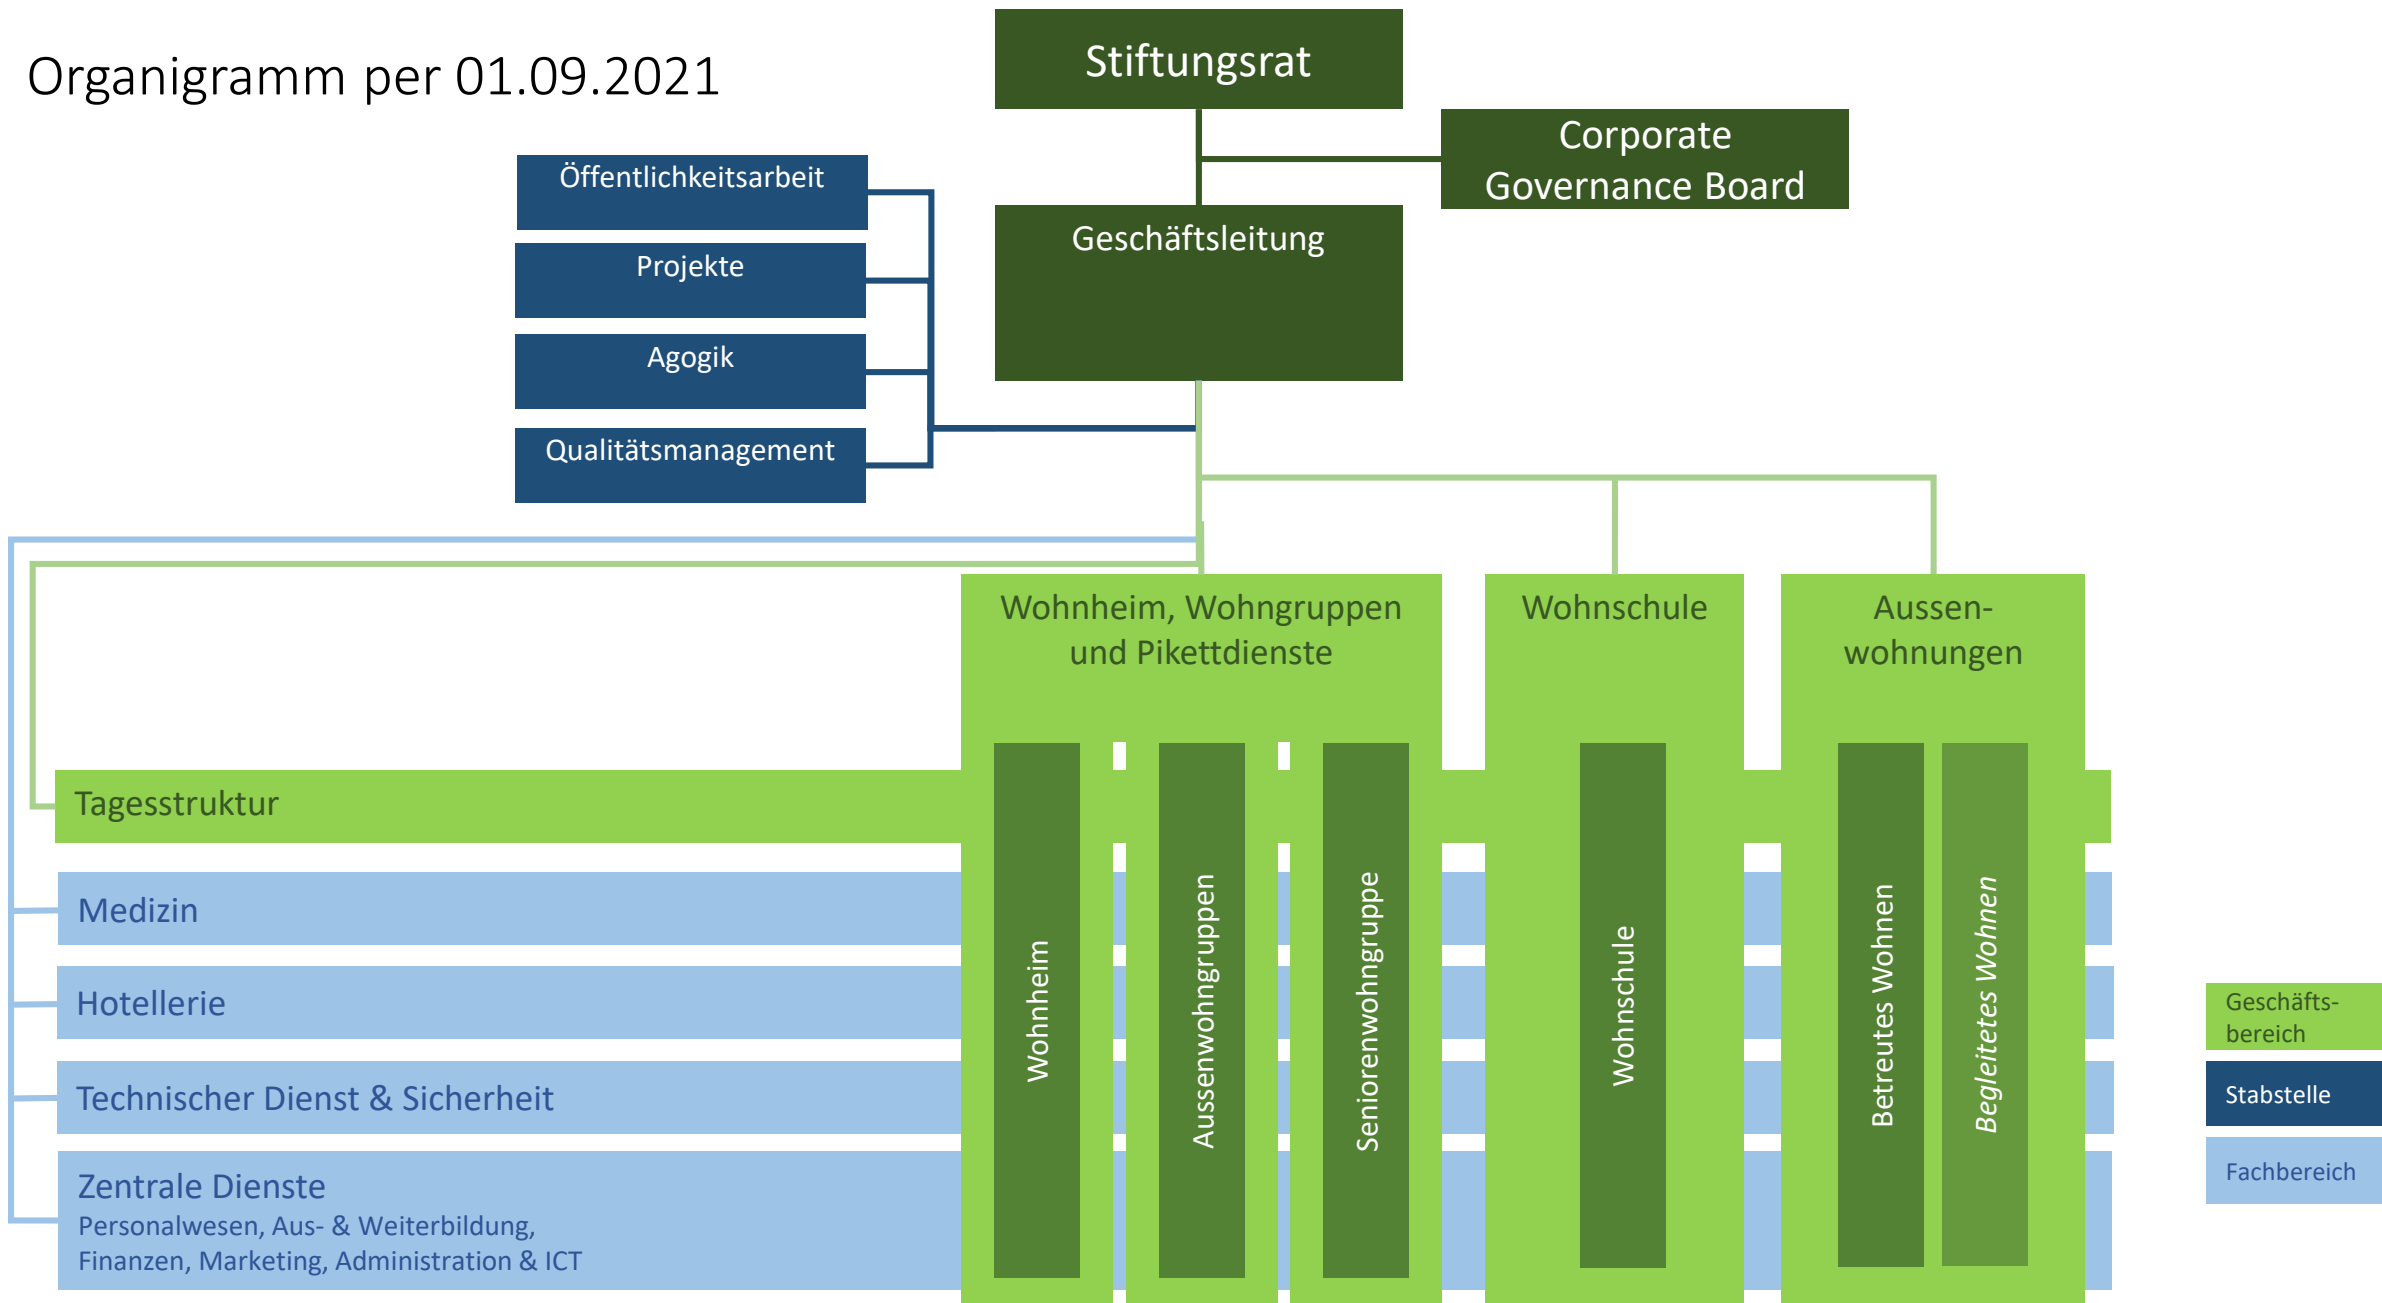 Organigramm per 01.09.2021
Stiftungsrat
Corporate
Governance Board
Geschäftsleitung
Öffentlichkeitsarbeit
Projekte
Agogik
Qualitätsmanagement
Wohnheim, Wohngruppen
und Pikettdienste
Wohnschule
Aussen-
wohnungen
Tagesstruktur
Medizin
Hotellerie
Technischer Dienst & Sicherheit
Zentrale Dienste
Personalwesen, Aus- & Weiterbildung,
Finanzen, Marketing, Administration & ICT
Wohnheim
Aussenwohngruppen
Seniorenwohngruppe
Wohnschule
Betreutes Wohnen
Begleitetes Wohnen
Geschäfts-
bereich
Stabstelle
Fachbereich